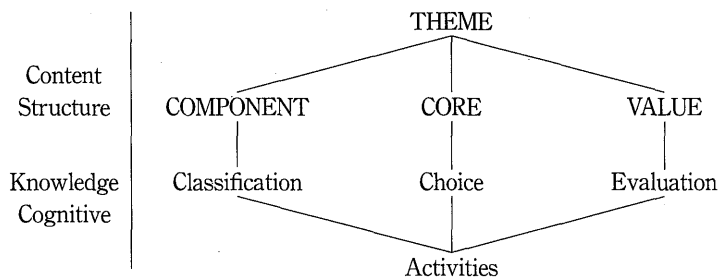 THEME
Content
Structure
COMPONENT CORE VALUE
Knowledge
Cognitive
Classification Choice Evaluation
Activities